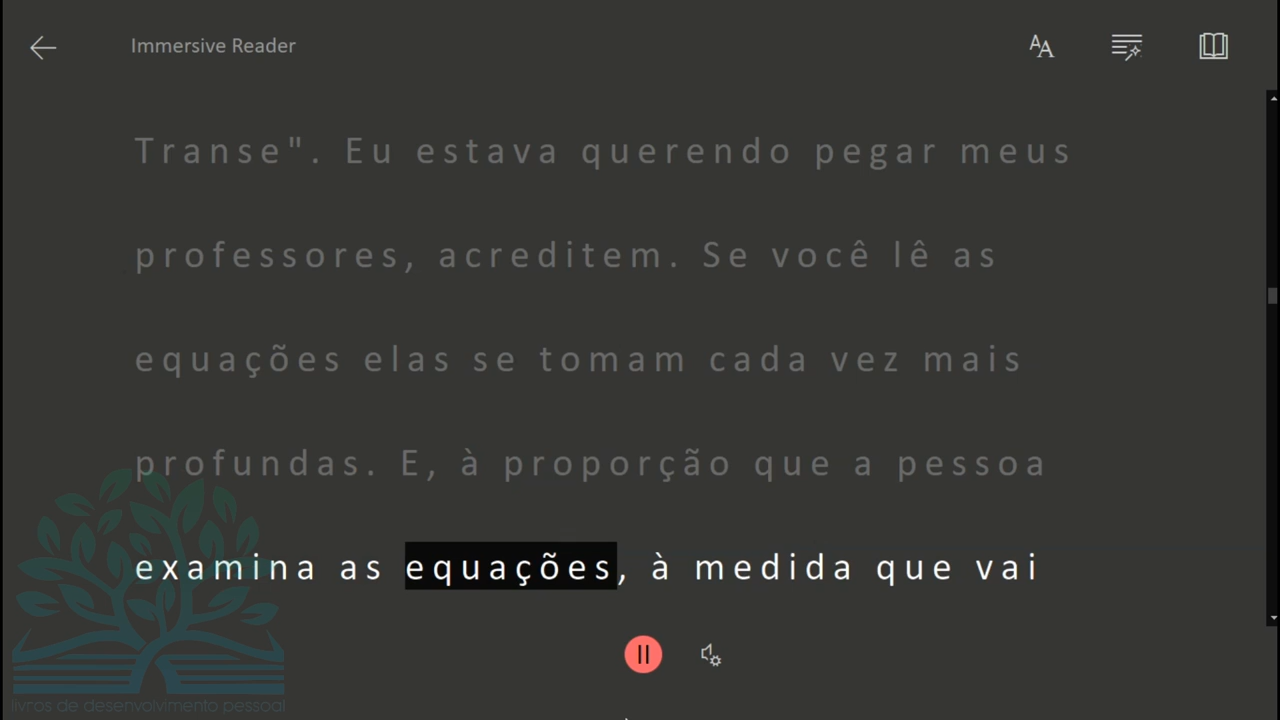 Immersive Reader
Transe". Eu estava querendo pegar meus
professores, acreditem. Se você lê as
equações elas se tomam cada vez mais
profundas. E, à proporção que a pessoa
examina as equações, à medida que vai
livros de desenvolvimento pessoal